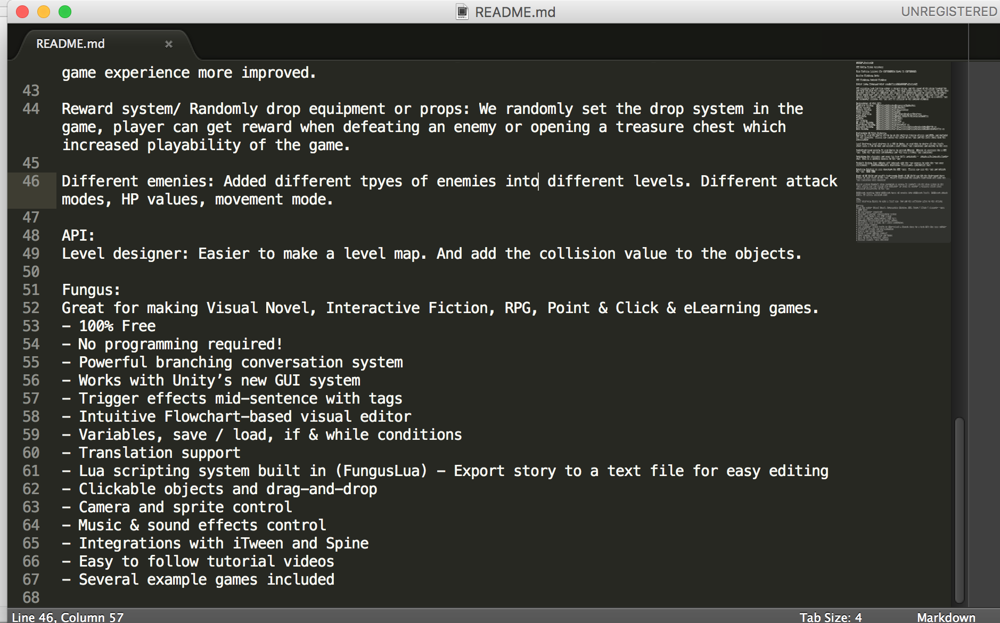 README.md
UNREGISTERED
README.md
game experience more improved.
43
44 Reward system/ Randomly drop equipment or props: We randomly set the drop system in the
game, player can get reward when defeating an enemy or opening a treasure chest which
increased playability of the game.
45
46 Different emenies: Added different tpyes of enemies into different levels. Different attack
modes, HP values, movement mode.
47
48 API:
49 Level designer: Easier to make a level map. And add the collision value to the objects.
50
51 Fungus:
52 Great for making Visual Novel, Interactive Fiction, RPG, Point & Click & eLearning games.
53 – 100% Free
54 – No programming required!
55 – Powerful branching conversation system
56 – Works with Unity’s new GUI system
57 – Trigger effects mid-sentence with tags
58 – Intuitive Flowchart-based visual editor
59 – Variables, save / load, if & while conditions
60 – Translation support
61 – Lua scripting system built in (FungusLua) – Export story to a text file for easy editing
62 – Clickable objects and drag-and-drop
63 – Camera and sprite control
64 – Music & sound effects control
65 – Integrations with iTween and Spine
66 – Easy to follow tutorial videos
67 – Several example games included
68
Line 46, Column 57
Tab Size: 4
Markdown